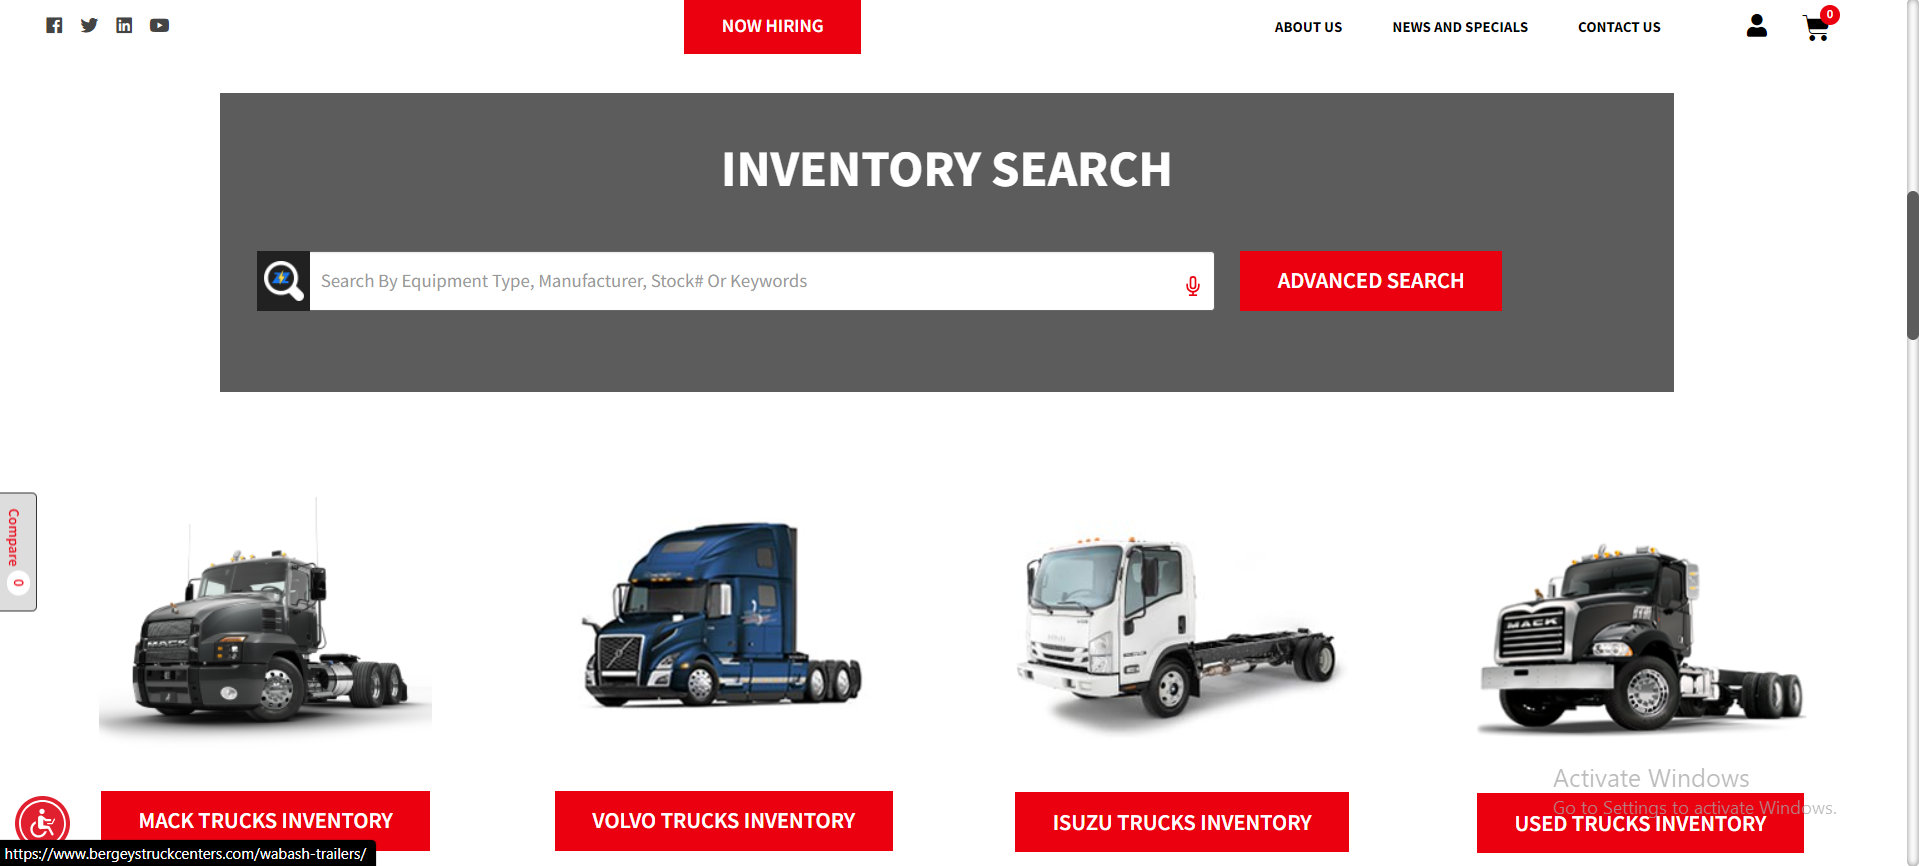 NOW HIRING
ABOUT US
NEWS AND SPECIALS
CONTACT US
0
INVENTORY SEARCH
Search By Equipment Type, Manufacturer, Stock# Or Keywords
ADVANCED SEARCH
Compare 0
MACK
MACK
Activate Windows
Go to Settings to activate Windows.
MACK TRUCKS INVENTORY
VOLVO TRUCKS INVENTORY
ISUZU TRUCKS INVENTORY
USED TRUCKS INVENTORY
https://www.bergeystruckcenters.com/wabash-trailers/